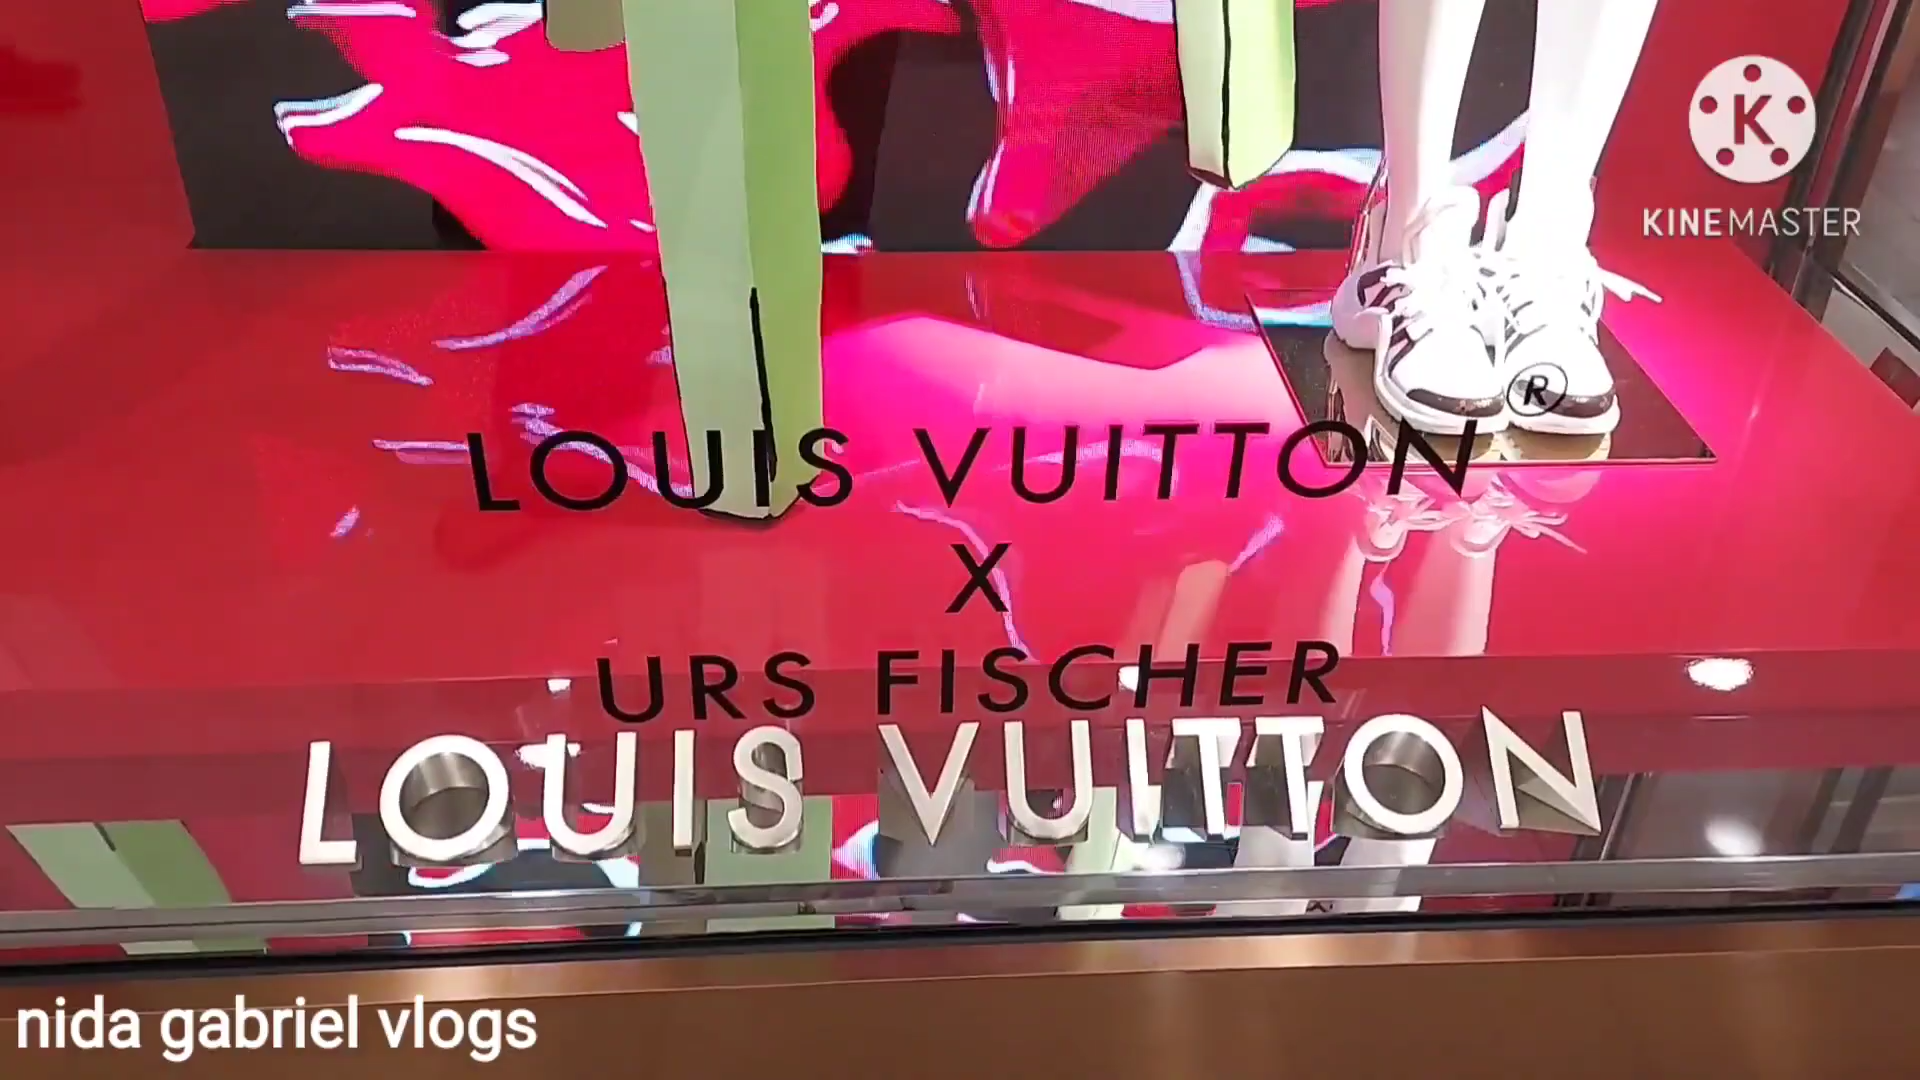 K
KINEMASTER
LOUIS VUITTON ®
X
URS FISCHER
LOUIS VUITTON
nida gabriel vlogs